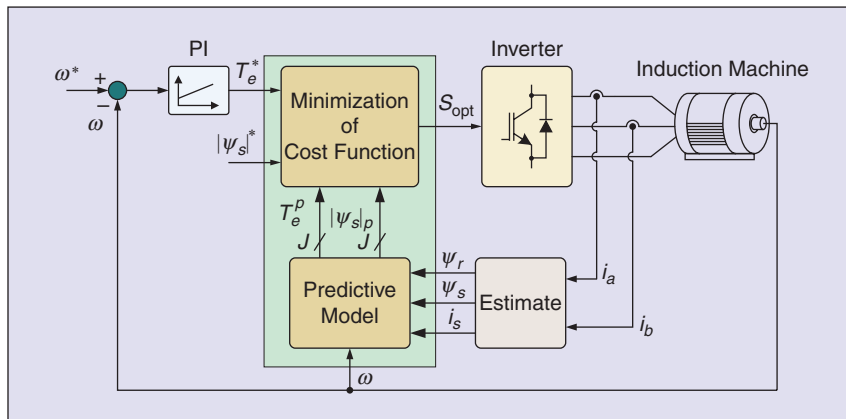 PI
Inverter
Induction Machine
ω*
+
−
ω
T_e^*
|ψ_s|^*
Minimization
of
Cost Function
S_opt
T_e^p
|ψ_s|_p
J
J
Predictive
Model
ψ_r
ψ_s
i_s
Estimate
i_a
i_b
ω